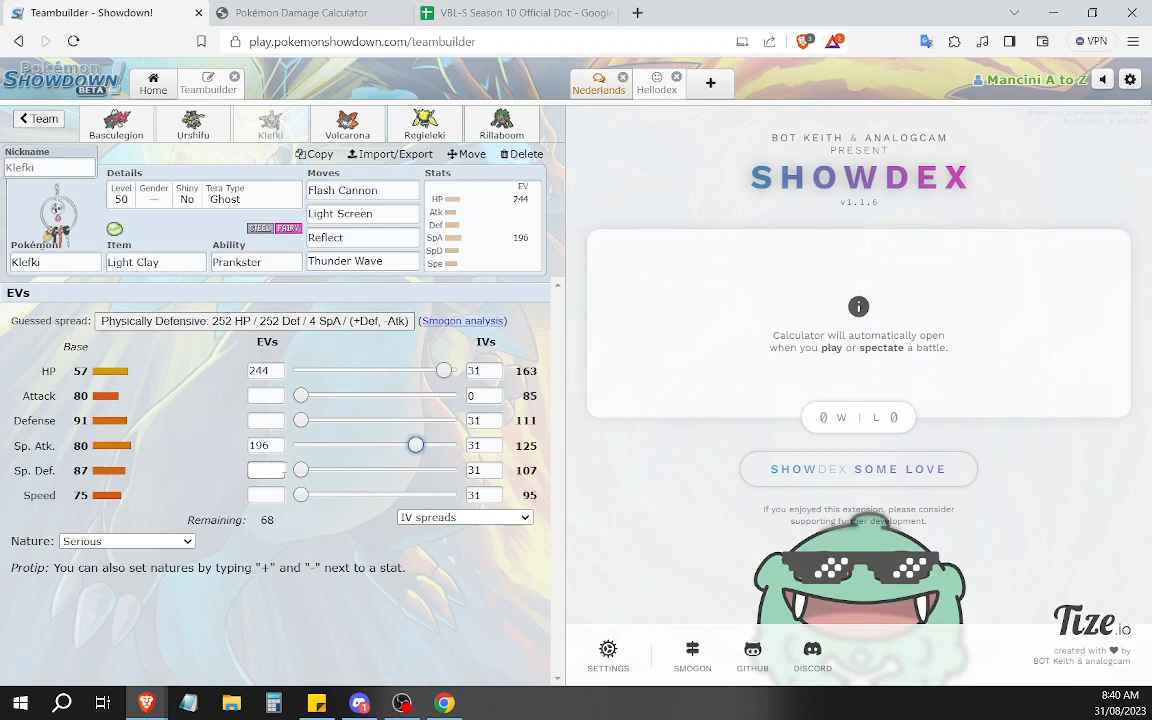 Teambuilder - Showdown!
Pokémon Damage Calculator
VBL-S Season 10 Official Doc - Google
play.pokemonshowdown.com/teambuilder
3
2
VPN
Pokémon
SHOWDOWN
BETA
Home
Teambuilder
Nederlands
Hellodex
Mancini A to Z
Team
Basculegion
Urshifu
Klefki
Volcarona
Regieleki
Rillaboom
Copy
Import/Export
Move
Delete
Nickname
Klefki
Details
Level
50
Gender
—
Shiny
No
Tera Type
Ghost
Moves
Flash Cannon
Light Screen
Reflect
Thunder Wave
Stats
EV
HP 244
Atk
Def
SpA 196
SpD
Spe
STEEL FAIRY
Pokémon
Klefki
Item
Light Clay
Ability
Prankster
EVs
Guessed spread: Physically Defensive: 252 HP / 252 Def / 4 SpA / (+Def, -Atk) (Smogon analysis)
Base EVs IVs
HP 57 244 31 163
Attack 80 0 85
Defense 91 31 111
Sp. Atk. 80 196 31 125
Sp. Def. 87 31 107
Speed 75 31 95
Remaining: 68
IV spreads
Nature: Serious
Protip: You can also set natures by typing "+" and "-" next to a stat.
BOT KEITH & ANALOGCAM
PRESENT
SHOWDEX
v1.1.6
Calculator will automatically open
when you play or spectate a battle.
0 W | L 0
SHOWDEX SOME LOVE
If you enjoyed this extension, please consider
supporting further development.
SETTINGS
SMOGON
GITHUB
DISCORD
Tize.io
created with ♥ by
BOT Keith & analogcam
8:40 AM
31/08/2023